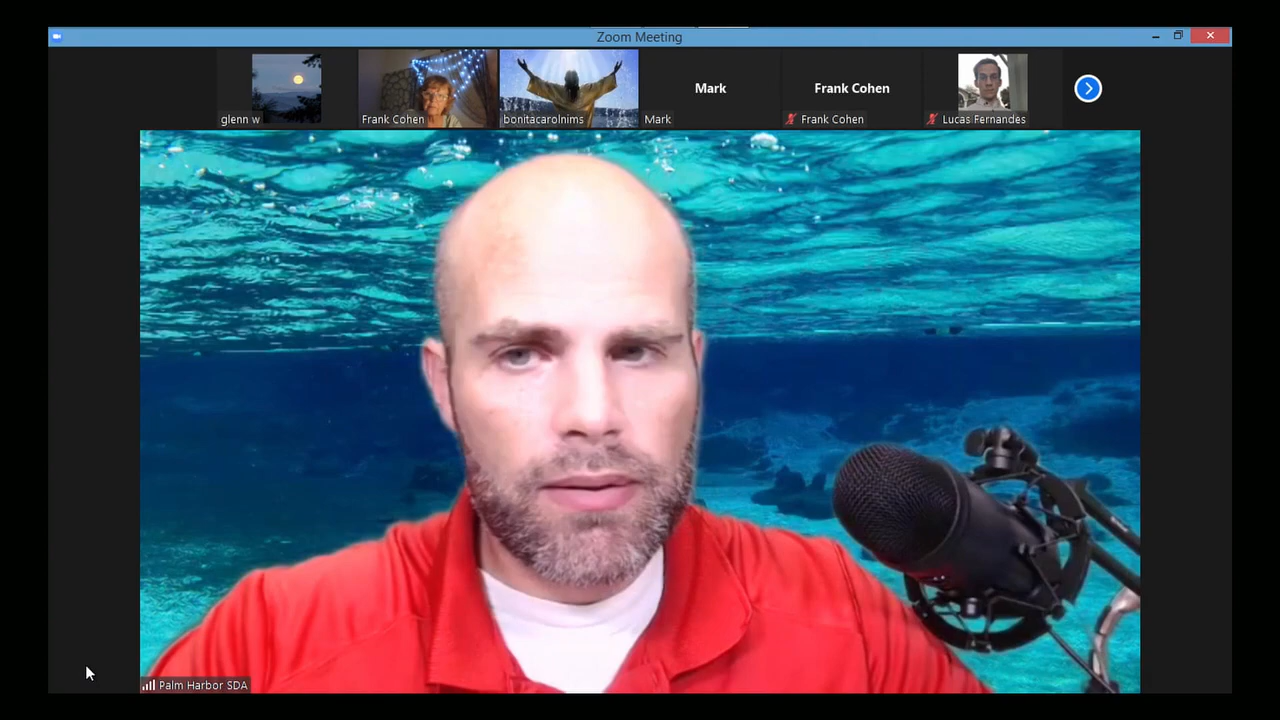 Zoom Meeting
Mark
Frank Cohen
glenn w
Frank Cohen
bonitacarolnims
Mark
Frank Cohen
Lucas Fernandes
Palm Harbor SDA